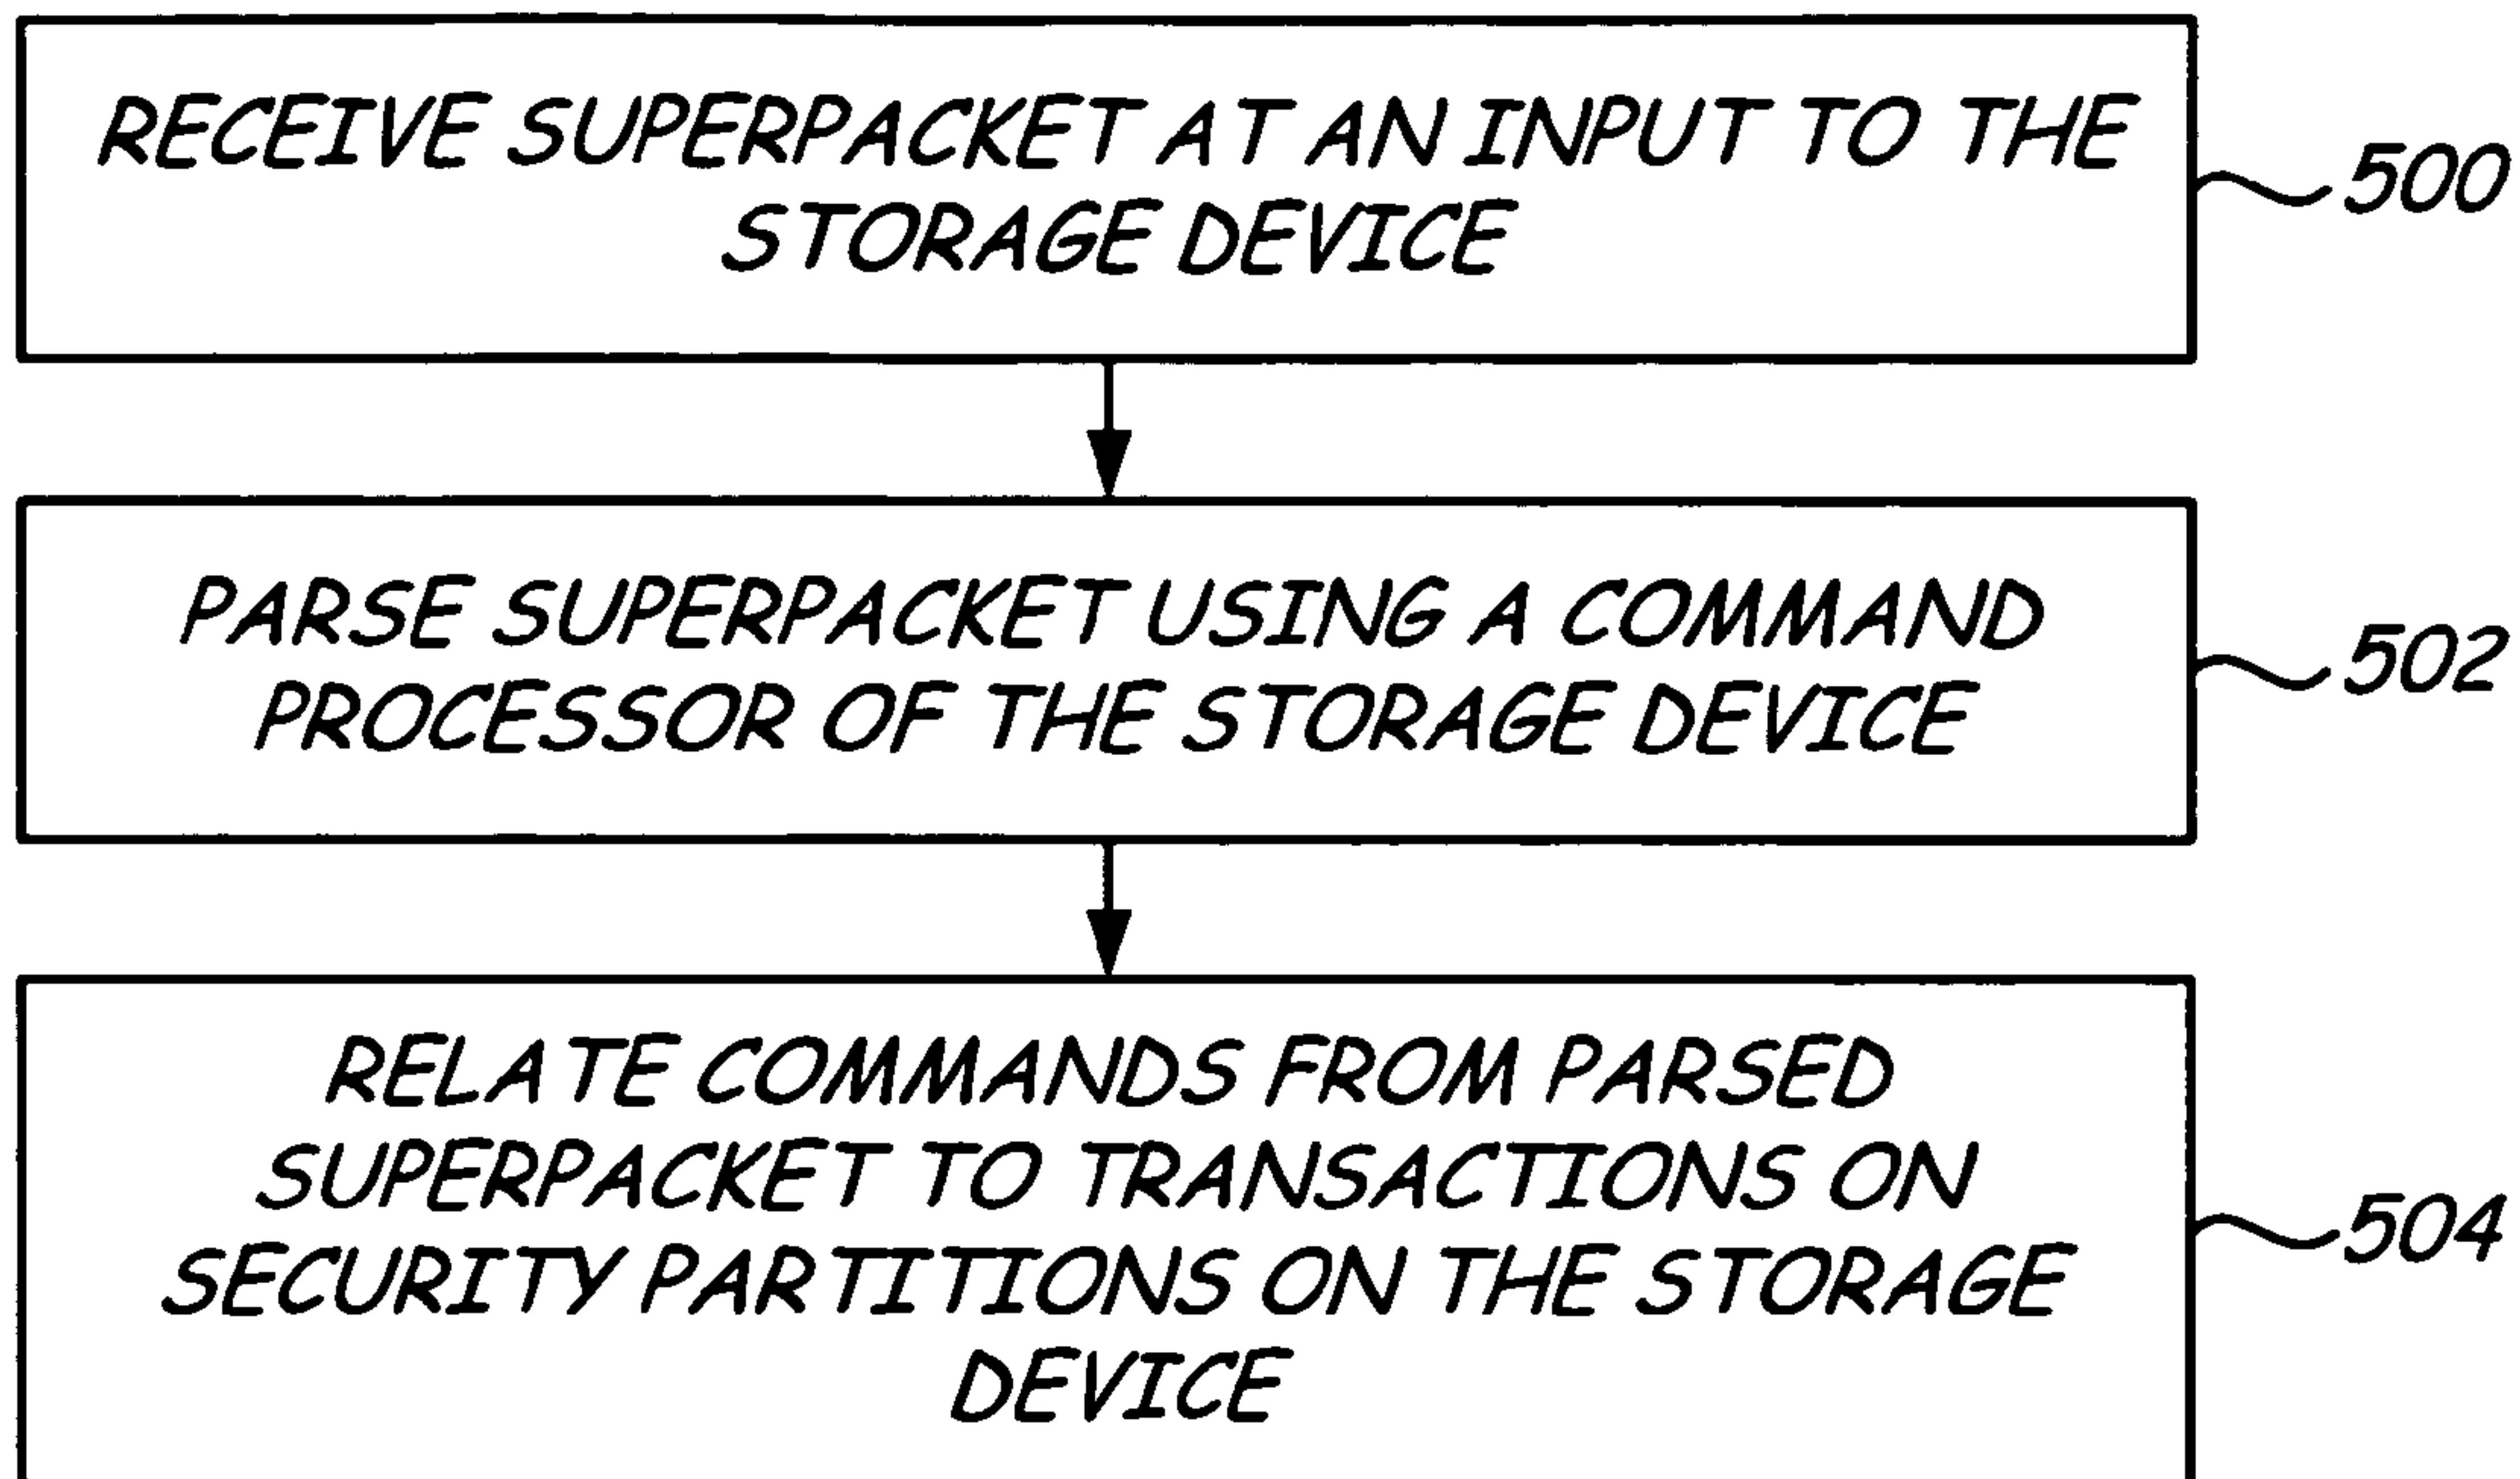 RECEIVE SUPERPACKET AT AN INPUT TO THE
STORAGE DEVICE
500
PARSE SUPERPACKET USING A COMMAND
PROCESSOR OF THE STORAGE DEVICE
502
RELATE COMMANDS FROM PARSED
SUPERPACKET TO TRANSACTIONS ON
SECURITY PARTITIONS ON THE STORAGE
DEVICE
504